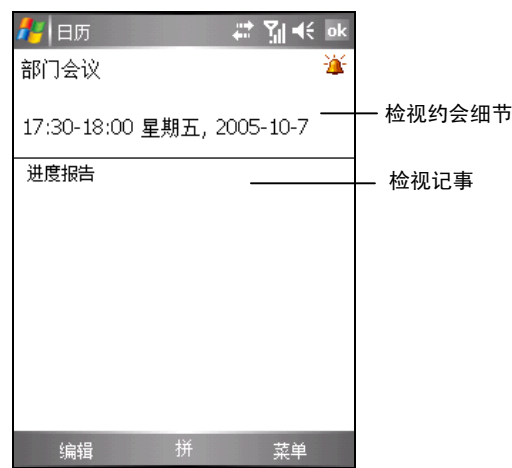 日历 ok
部门会议
17:30-18:00 星期五, 2005-10-7
检视约会细节
进度报告
检视记事
编辑 拼 菜单